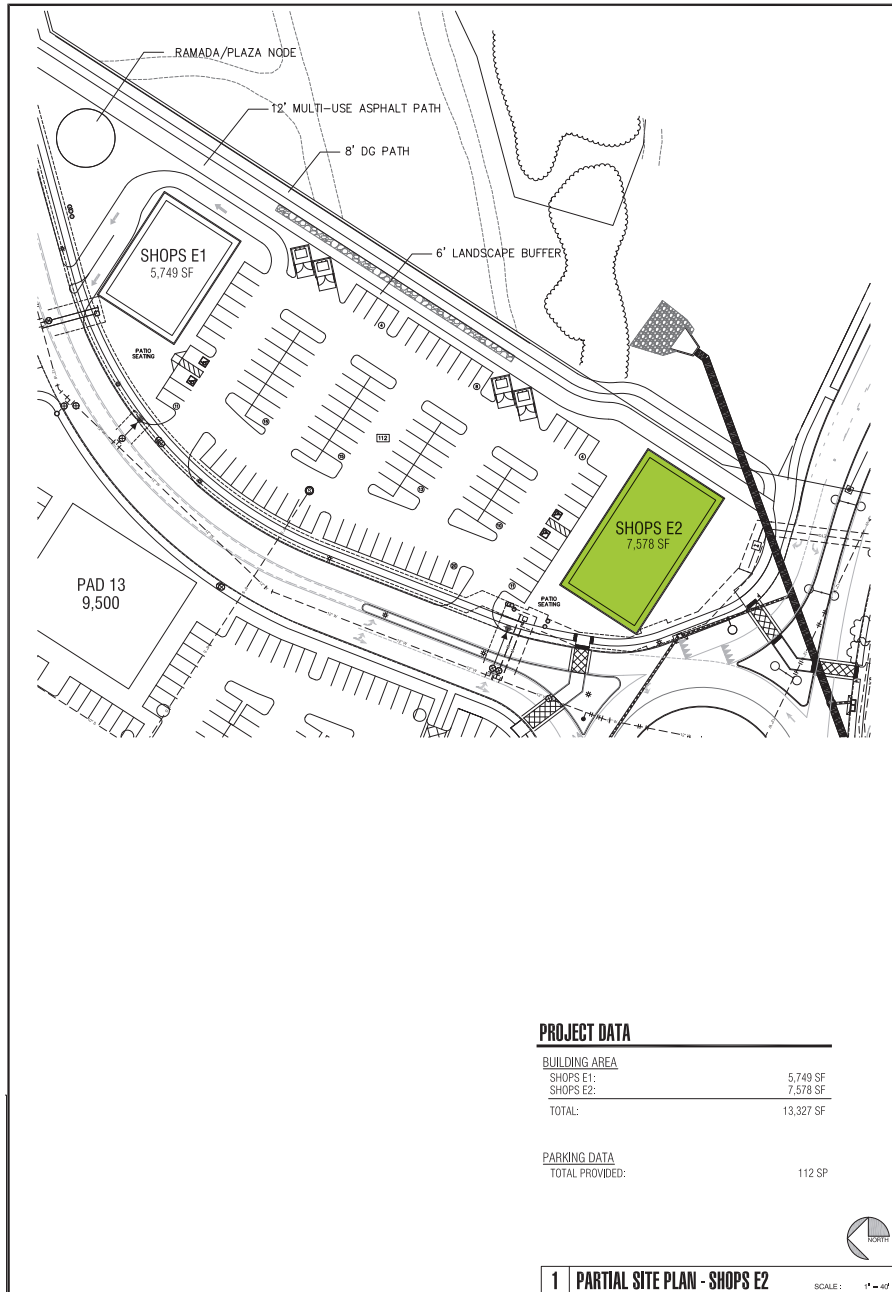 RAMADA/PLAZA NODE
12' MULTI-USE ASPHALT PATH
8' DG PATH
6' LANDSCAPE BUFFER
SHOPS E1
5,749 SF
PATIO
SEATING
112
SHOPS E2
7,578 SF
PATIO
SEATING
PAD 13
9,500
PROJECT DATA
BUILDING AREA
SHOPS E1: 5,749 SF
SHOPS E2: 7,578 SF
TOTAL: 13,327 SF
PARKING DATA
TOTAL PROVIDED: 112 SP
NORTH
1 PARTIAL SITE PLAN - SHOPS E2 SCALE : 1" = 40'